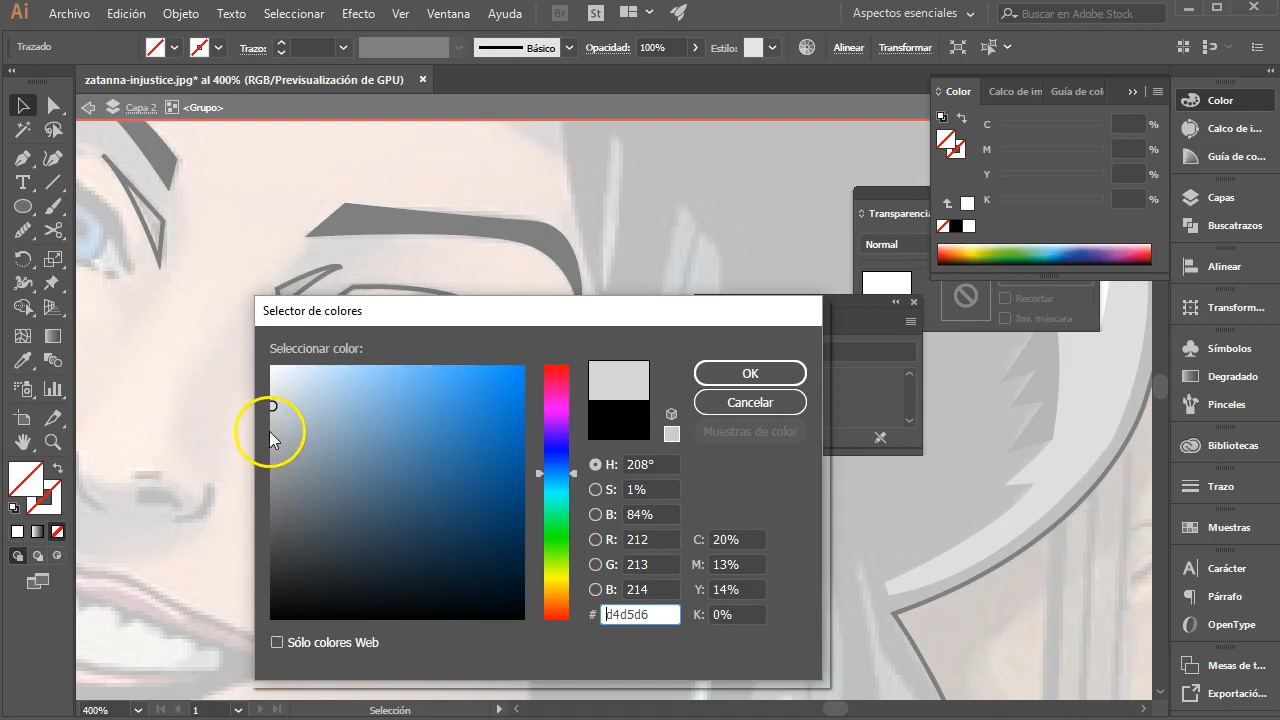 Ai Archivo Edición Objeto Texto Seleccionar Efecto Ver Ventana Ayuda Br St Aspectos esenciales Buscar en Adobe Stock
Trazado Trazo: Básico Opacidad: 100% Estilo: Alinear Transformar
zatanna-injustice.jpg* al 400% (RGB/Previsualización de GPU) ×
Capa 2 <Grupo>
Color Calco de im Guía de col
C %
M %
Y %
K %
Transparencia
Normal
Recortar
Inv. máscara
Color
Calco de i...
Guía de co...
Capas
Buscatrazos
Alinear
Transform...
Símbolos
Degradado
Pinceles
Bibliotecas
Trazo
Muestras
Carácter
Párrafo
OpenType
Mesas de t...
Exportació...
Selector de colores
Seleccionar color:
OK
Cancelar
Muestras de color
H: 208°
S: 1%
B: 84%
R: 212 C: 20%
G: 213 M: 13%
B: 214 Y: 14%
# d4d5d6 K: 0%
Sólo colores Web
400% 1 Selección